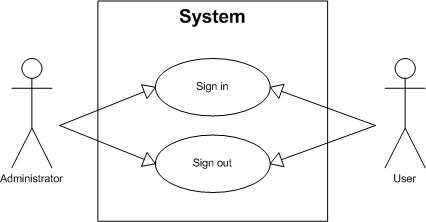 System
Sign in
Sign out
Administrator
User